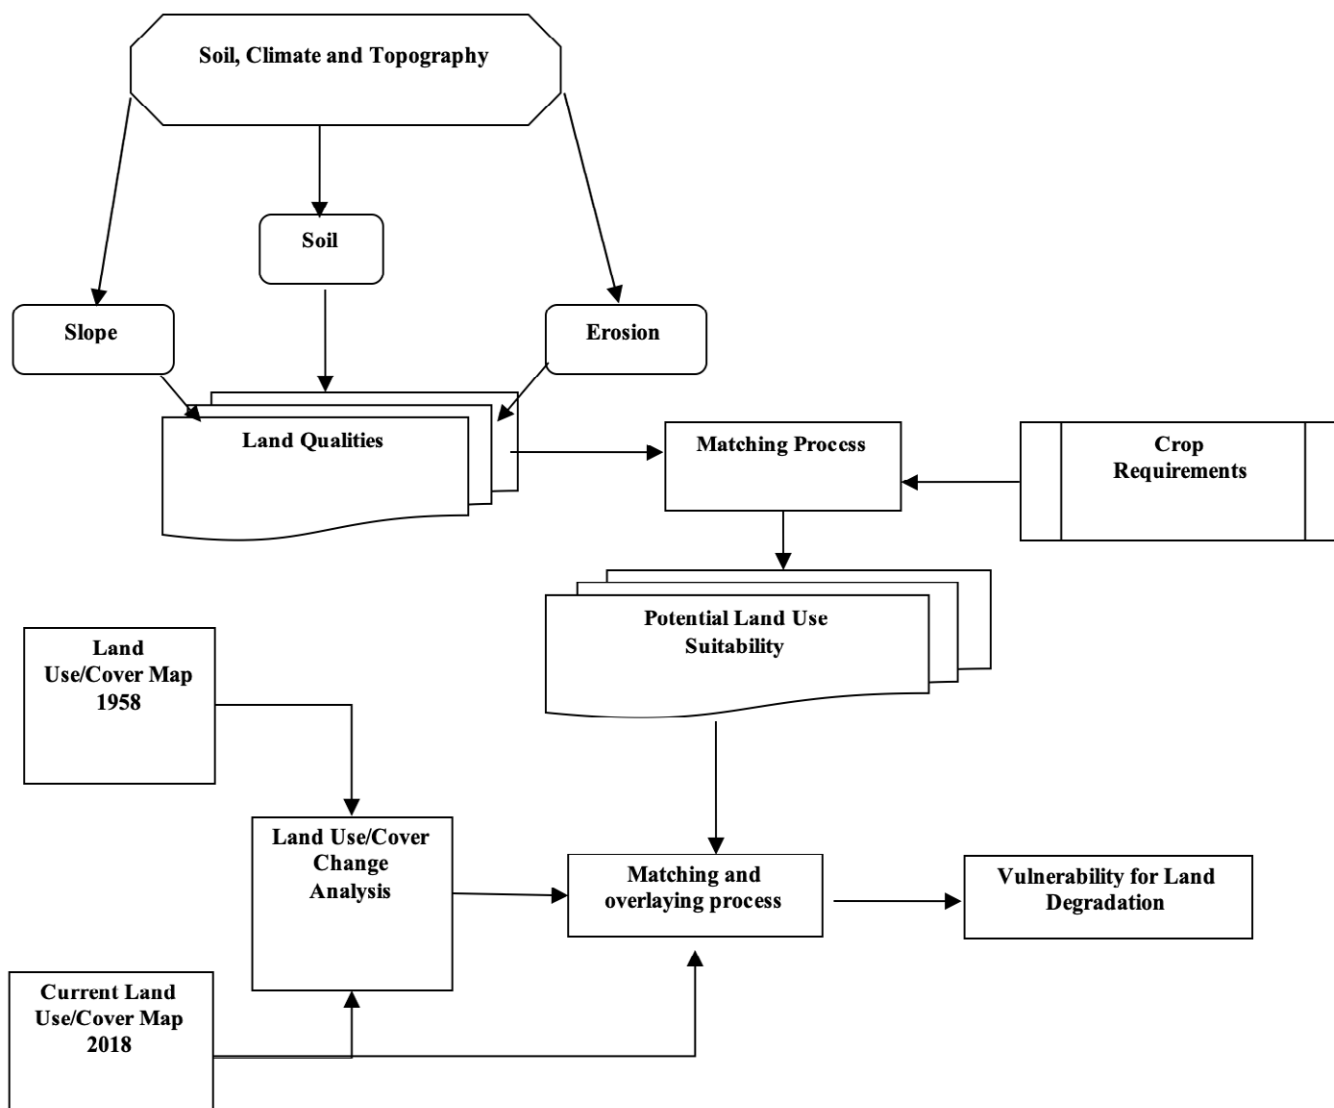 Soil, Climate and Topography
Soil
Slope
Erosion
Land Qualities
Matching Process
Crop
Requirements
Potential Land Use
Suitability
Land
Use/Cover Map
1958
Land Use/Cover
Change
Analysis
Matching and
overlaying process
Vulnerability for Land
Degradation
Current Land
Use/Cover Map
2018